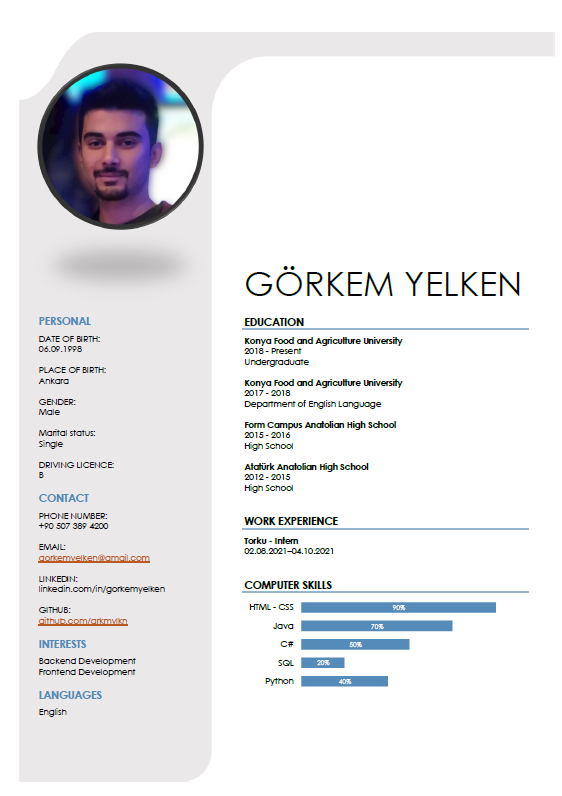 GÖRKEM YELKEN
PERSONAL
DATE OF BIRTH:
06.09.1998
PLACE OF BIRTH:
Ankara
GENDER:
Male
Marital status:
Single
DRIVING LICENCE:
B
CONTACT
PHONE NUMBER:
+90 507 389 4200
EMAIL:
gorkemyelken@gmail.com
LINKEDIN:
linkedin.com/in/gorkemyelken
GITHUB:
github.com/grkmylkn
INTERESTS
Backend Development
Frontend Development
LANGUAGES
English
EDUCATION
Konya Food and Agriculture University
2018 - Present
Undergraduate
Konya Food and Agriculture University
2017 - 2018
Department of English Language
Form Campus Anatolian High School
2015 - 2016
High School
Atatürk Anatolian High School
2012 - 2015
High School
WORK EXPERIENCE
Torku - Intern
02.08.2021–04.10.2021
COMPUTER SKILLS
HTML - CSS 90%
Java 70%
C# 50%
SQL 20%
Python 40%